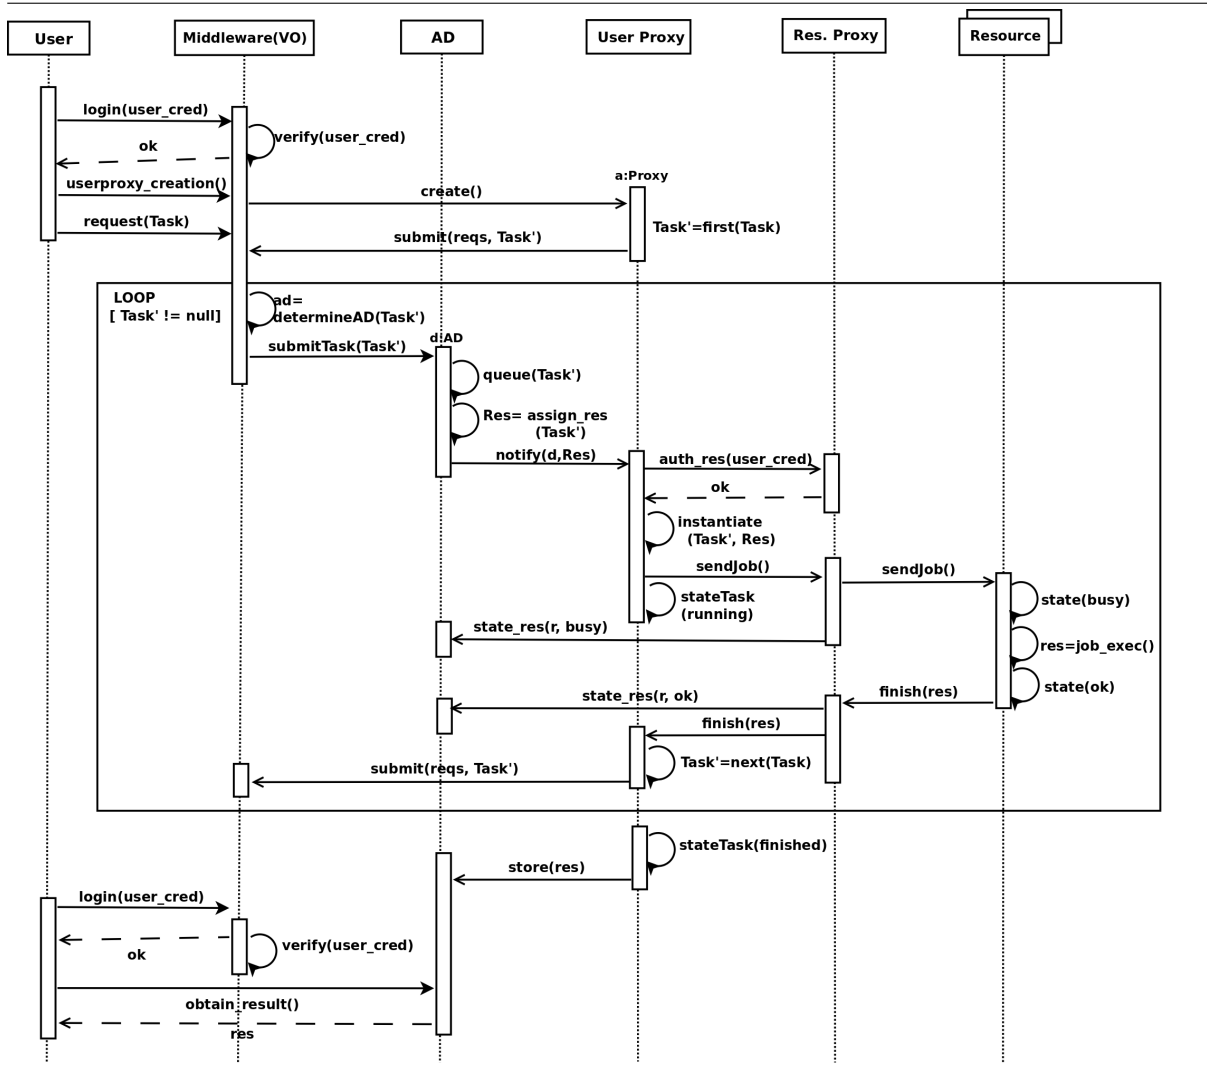 User
Middleware(VO)
AD
User Proxy
Res. Proxy
Resource
login(user_cred)
verify(user_cred)
ok
a:Proxy
userproxy_creation()
create()
request(Task)
Task'=first(Task)
submit(reqs, Task')
LOOP
[ Task' != null]
ad=
determineAD(Task')
d:AD
submitTask(Task')
queue(Task')
Res= assign_res
(Task')
notify(d,Res)
auth_res(user_cred)
ok
instantiate
(Task', Res)
sendJob()
sendJob()
stateTask
(running)
state(busy)
state_res(r, busy)
res=job_exec()
state(ok)
finish(res)
state_res(r, ok)
finish(res)
Task'=next(Task)
submit(reqs, Task')
stateTask(finished)
store(res)
login(user_cred)
verify(user_cred)
ok
obtain_result()
res